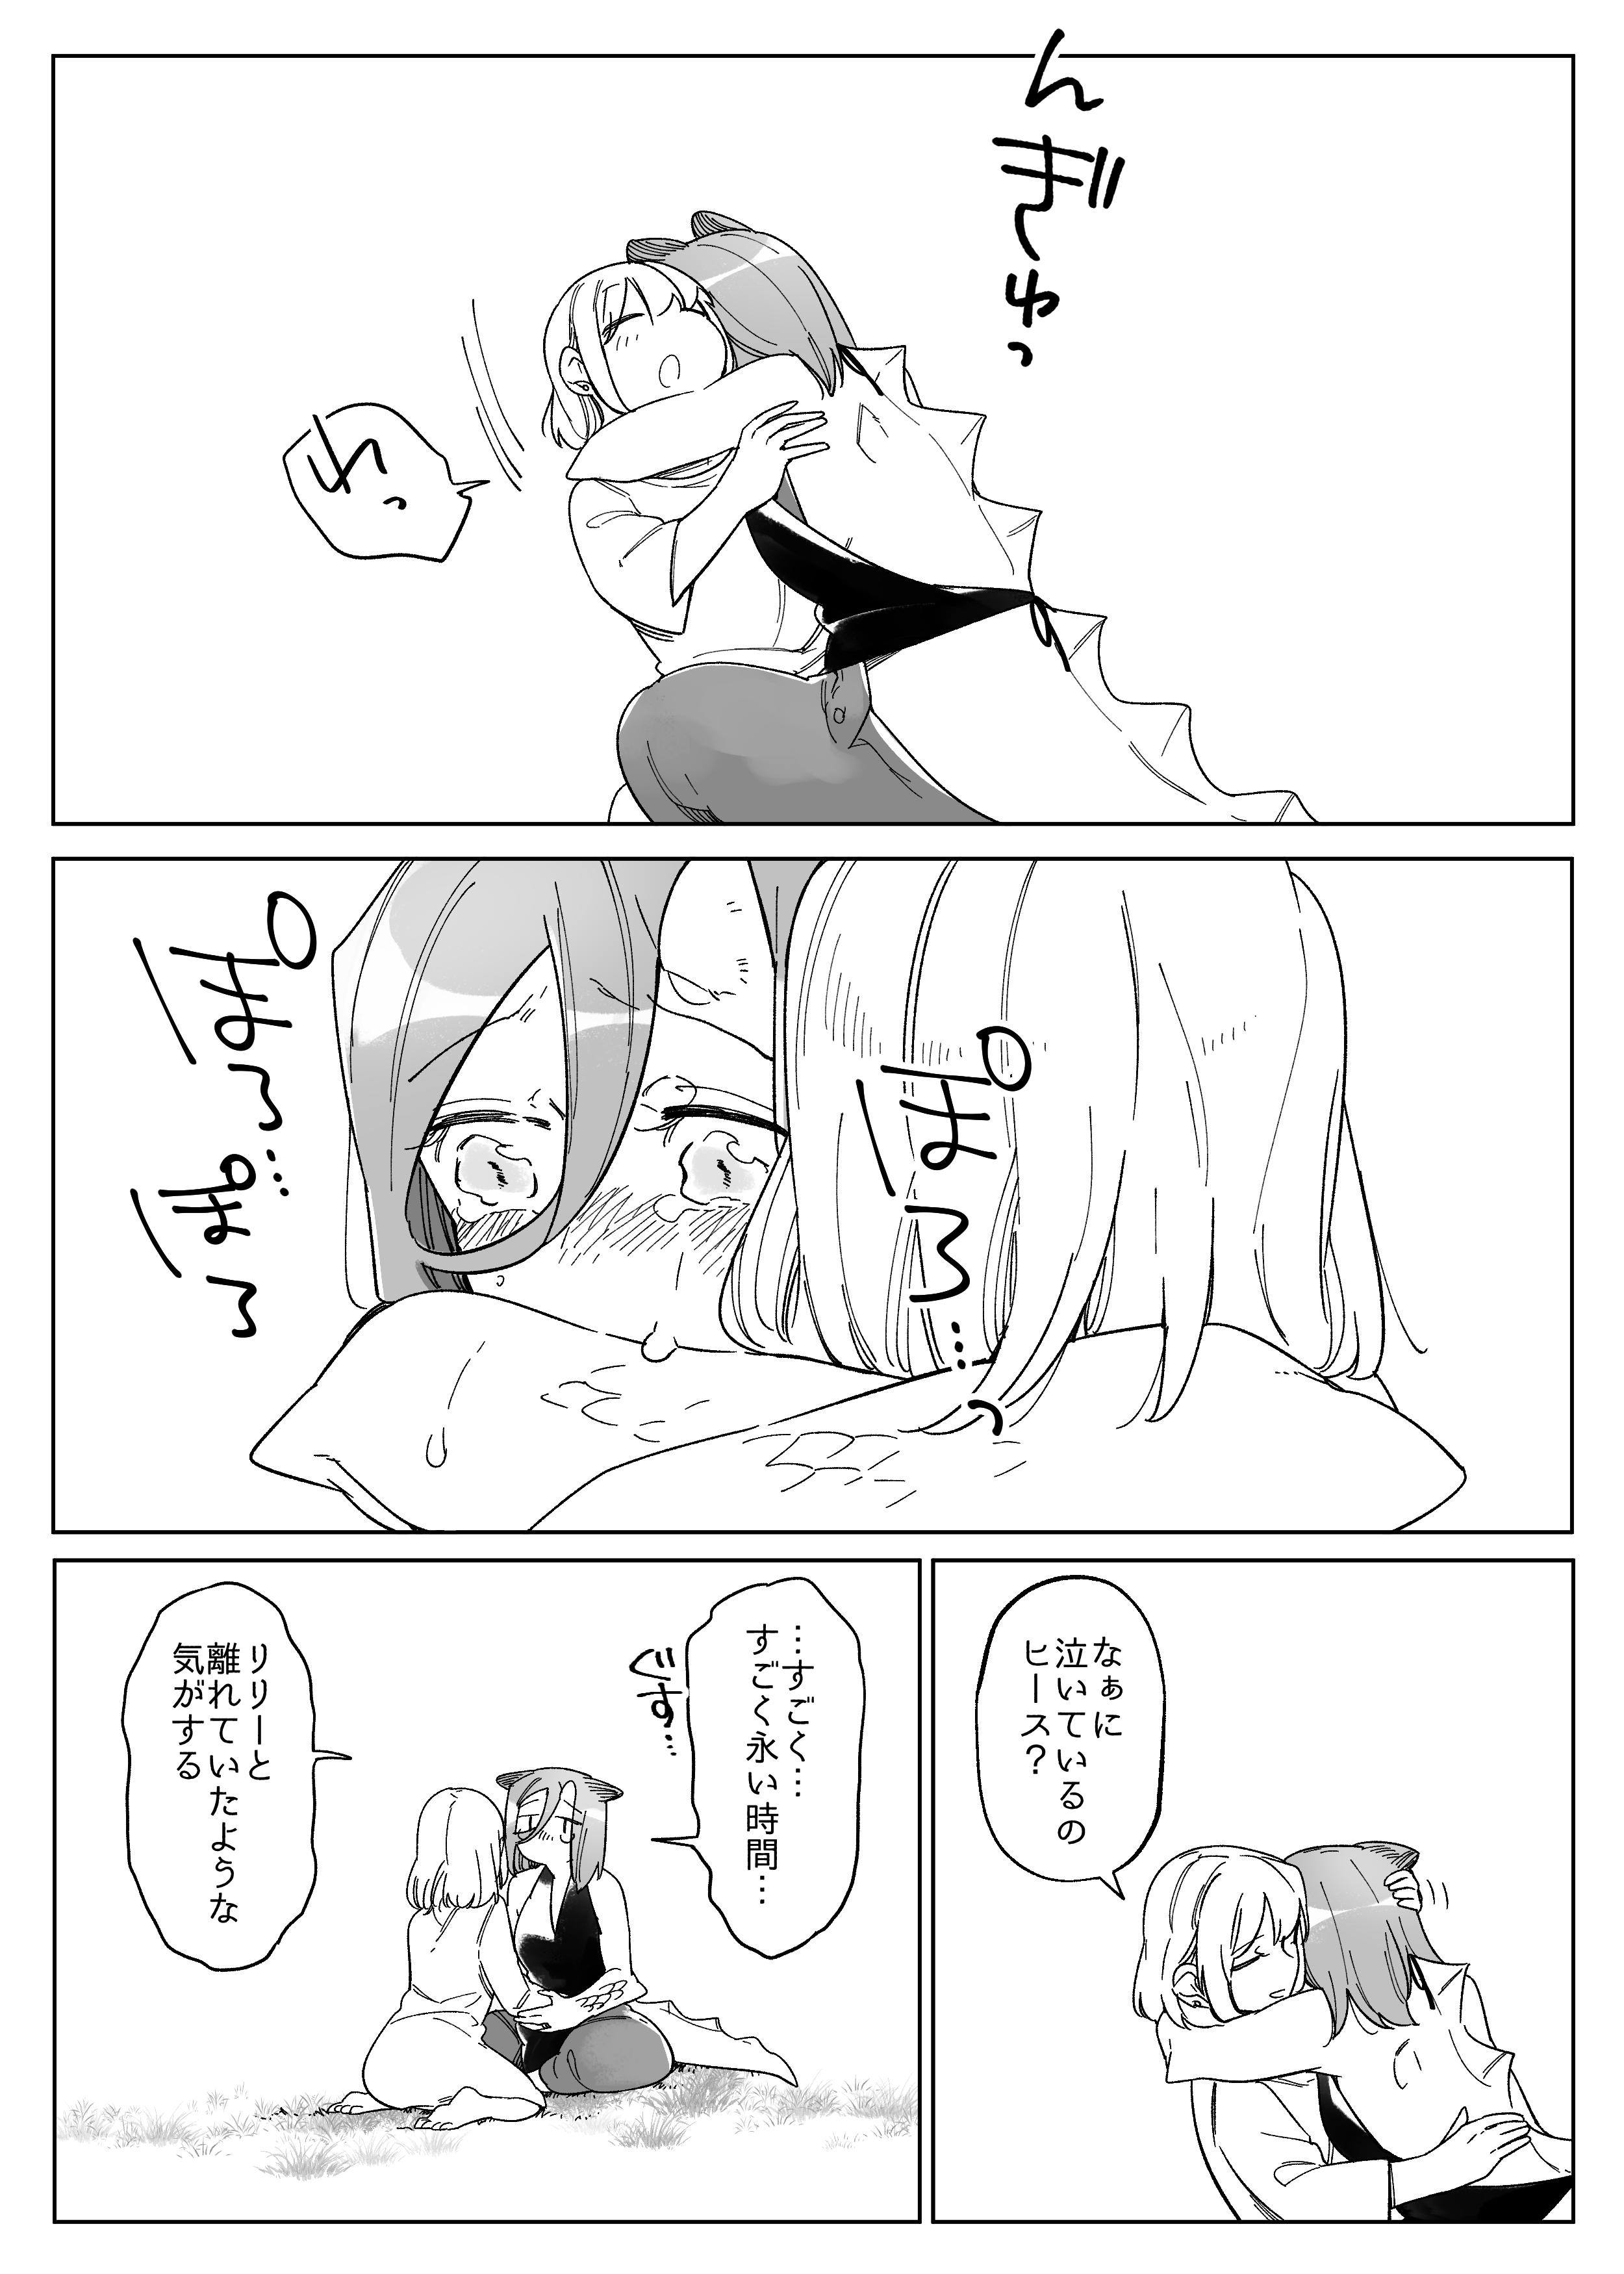 んぎゅっ
わっ
ぽろ…っ
ぽろ…ぽろ
なぁに
泣いているの
ヒース？
…すごく…
すごく永い時間…
ぐす…
リリーと
離れていたような
気がする